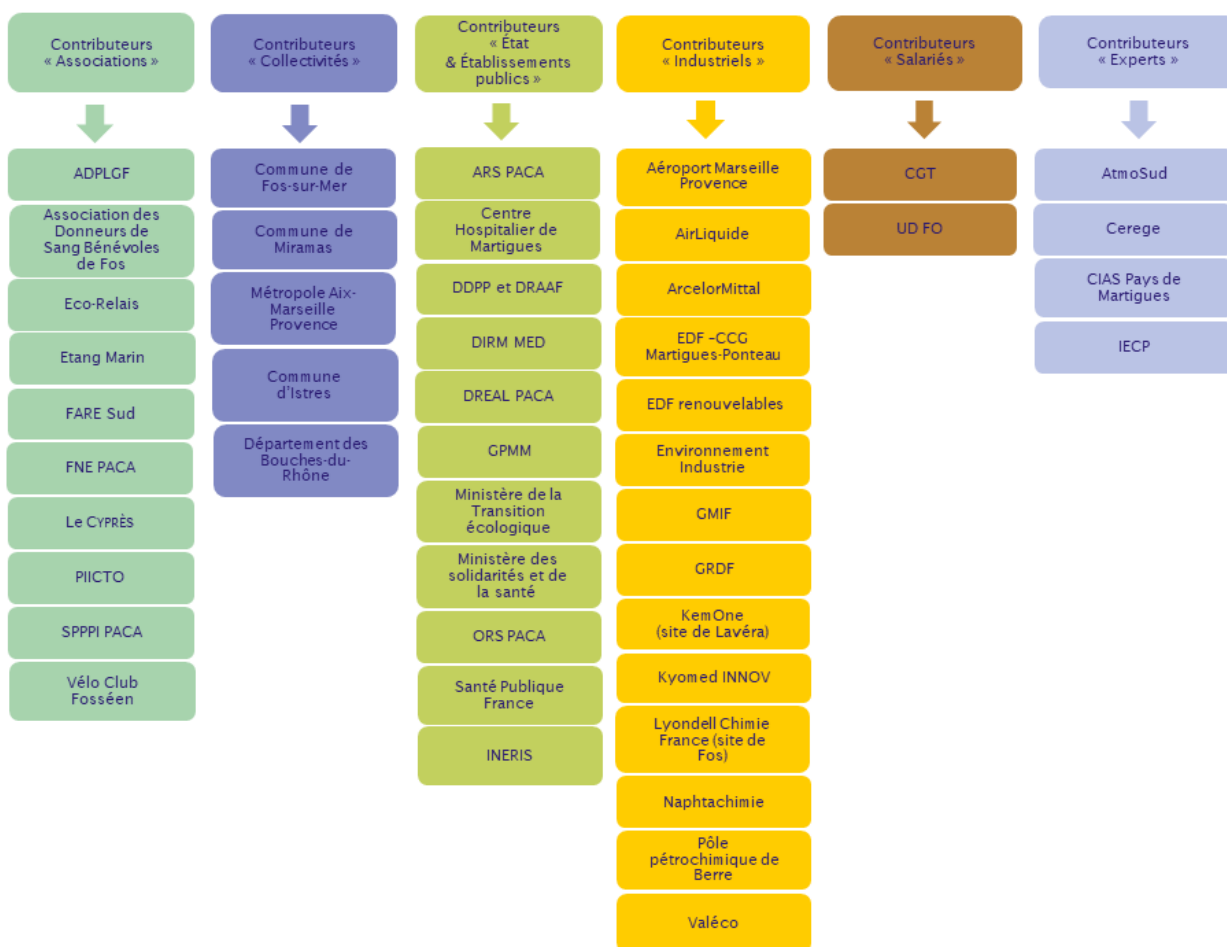 Contributeurs
« Associations »
ADPLGF
Association des
Donneurs de
Sang Bénévoles
de Fos
Eco-Relais
Etang Marin
FARE Sud
FNE PACA
Le CYPRÈS
PIICTO
SPPPI PACA
Vélo Club
Fosséen
Contributeurs
« Collectivités »
Commune de
Fos-sur-Mer
Commune de
Miramas
Métropole Aix-
Marseille
Provence
Commune
d'Istres
Département des
Bouches-du-
Rhône
Contributeurs
« État
& Établissements
publics »
ARS PACA
Centre
Hospitalier de
Martigues
DDPP et DRAAF
DIRM MED
DREAL PACA
GPMM
Ministère de la
Transition
écologique
Ministère des
solidarités et de
la santé
ORS PACA
Santé Publique
France
INERIS
Contributeurs
« Industriels »
Aéroport Marseille
Provence
AirLiquide
ArcelorMittal
EDF –CCG
Martigues-Ponteau
EDF renouvelables
Environnement
Industrie
GMIF
GRDF
KemOne
(site de Lavéra)
Kyomed INNOV
Lyondell Chimie
France (site de
Fos)
Naphtachimie
Pôle
pétrochimique de
Berre
Valéco
Contributeurs
« Salariés »
CGT
UD FO
Contributeurs
« Experts »
AtmoSud
Cerege
CIAS Pays de
Martigues
IECP